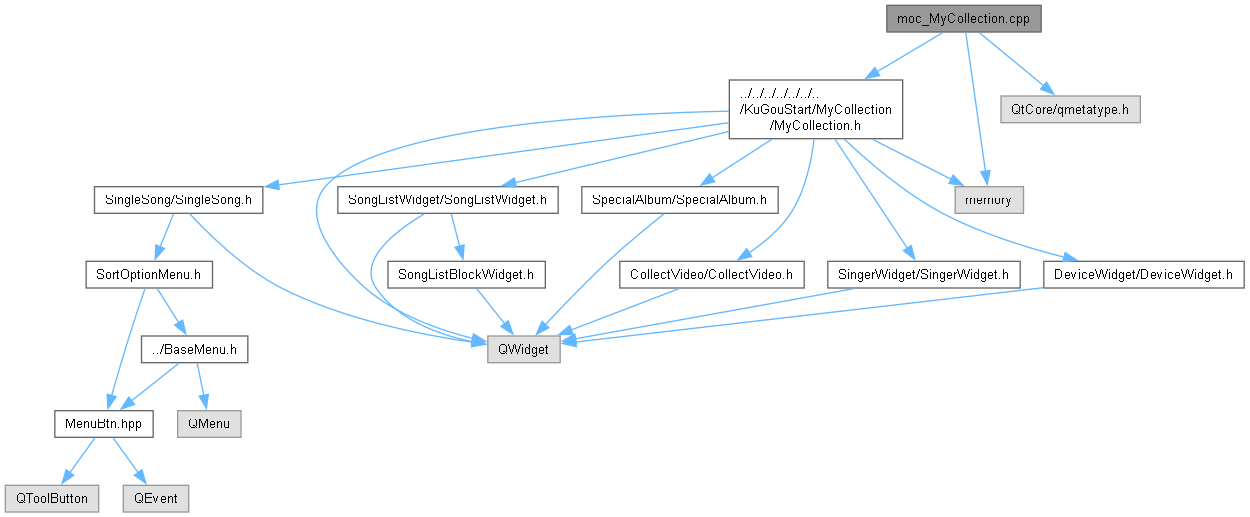 moc_MyCollection.cpp
../../../../../../..
/KuGouStart/MyCollection
/MyCollection.h
QtCore/qmetatype.h
SingleSong/SingleSong.h
SongListWidget/SongListWidget.h
SpecialAlbum/SpecialAlbum.h
memory
SortOptionMenu.h
SongListBlockWidget.h
CollectVideo/CollectVideo.h
SingerWidget/SingerWidget.h
DeviceWidget/DeviceWidget.h
../BaseMenu.h
QWidget
MenuBtn.hpp
QMenu
QToolButton
QEvent